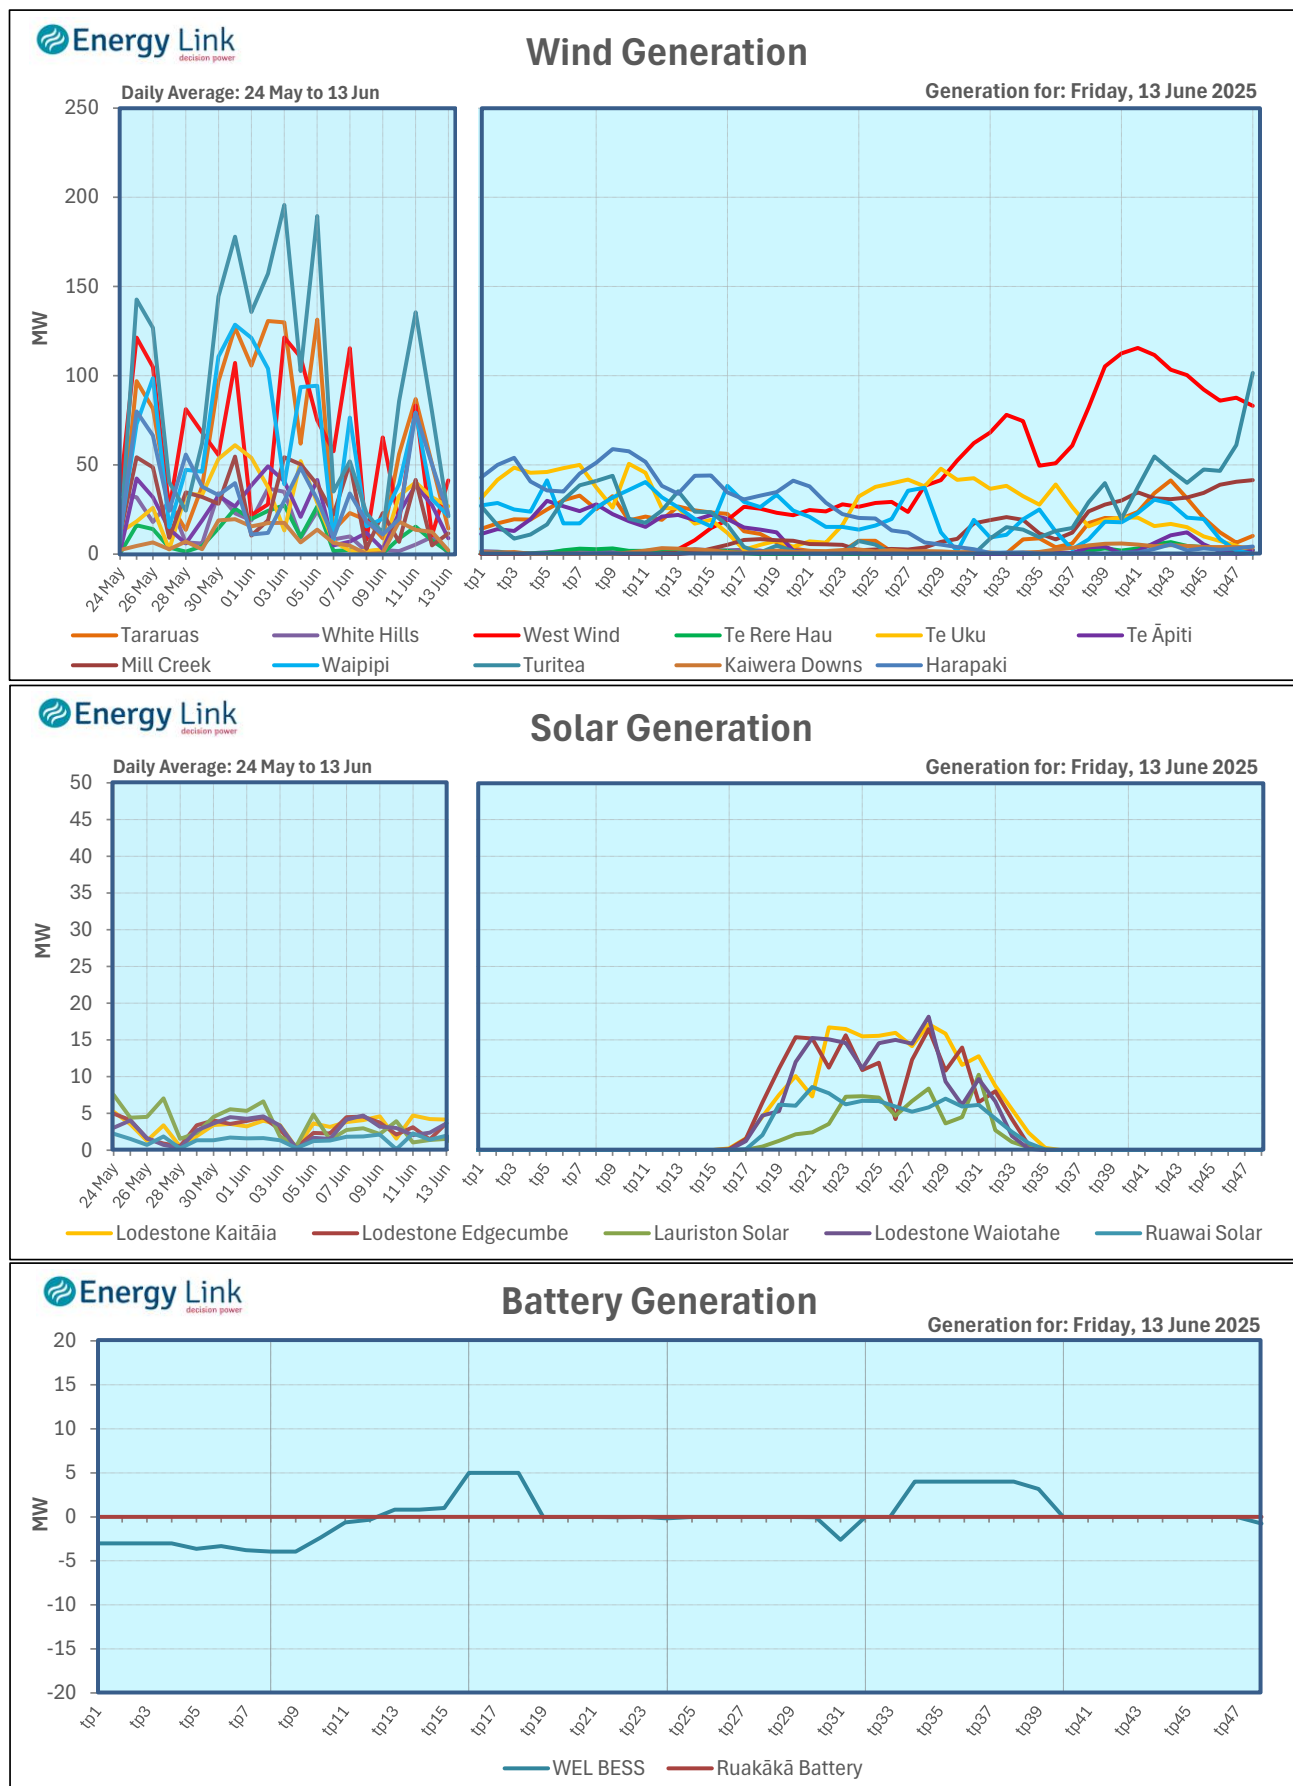 Energy Link
decision power
Wind Generation
Daily Average: 24 May to 13 Jun
Generation for: Friday, 13 June 2025
MW
250
200
150
100
50
0
24 May 26 May 28 May 30 May 01 Jun 03 Jun 05 Jun 07 Jun 09 Jun 11 Jun 13 Jun
tp1 tp3 tp5 tp7 tp9 tp11 tp13 tp15 tp17 tp19 tp21 tp23 tp25 tp27 tp29 tp31 tp33 tp35 tp37 tp39 tp41 tp43 tp45 tp47
Tararuas White Hills West Wind Te Rere Hau Te Uku Te Āpiti
Mill Creek Waipipi Turitea Kaiwera Downs Harapaki
Energy Link
decision power
Solar Generation
Daily Average: 24 May to 13 Jun
Generation for: Friday, 13 June 2025
MW
50
45
40
35
30
25
20
15
10
5
0
24 May 26 May 28 May 30 May 01 Jun 03 Jun 05 Jun 07 Jun 09 Jun 11 Jun 13 Jun
tp1 tp3 tp5 tp7 tp9 tp11 tp13 tp15 tp17 tp19 tp21 tp23 tp25 tp27 tp29 tp31 tp33 tp35 tp37 tp39 tp41 tp43 tp45 tp47
Lodestone Kaitāia Lodestone Edgecumbe Lauriston Solar Lodestone Waiotahe Ruawai Solar
Energy Link
decision power
Battery Generation
Generation for: Friday, 13 June 2025
MW
20
15
10
5
0
-5
-10
-15
-20
tp1 tp3 tp5 tp7 tp9 tp11 tp13 tp15 tp17 tp19 tp21 tp23 tp25 tp27 tp29 tp31 tp33 tp35 tp37 tp39 tp41 tp43 tp45 tp47
WEL BESS Ruakākā Battery